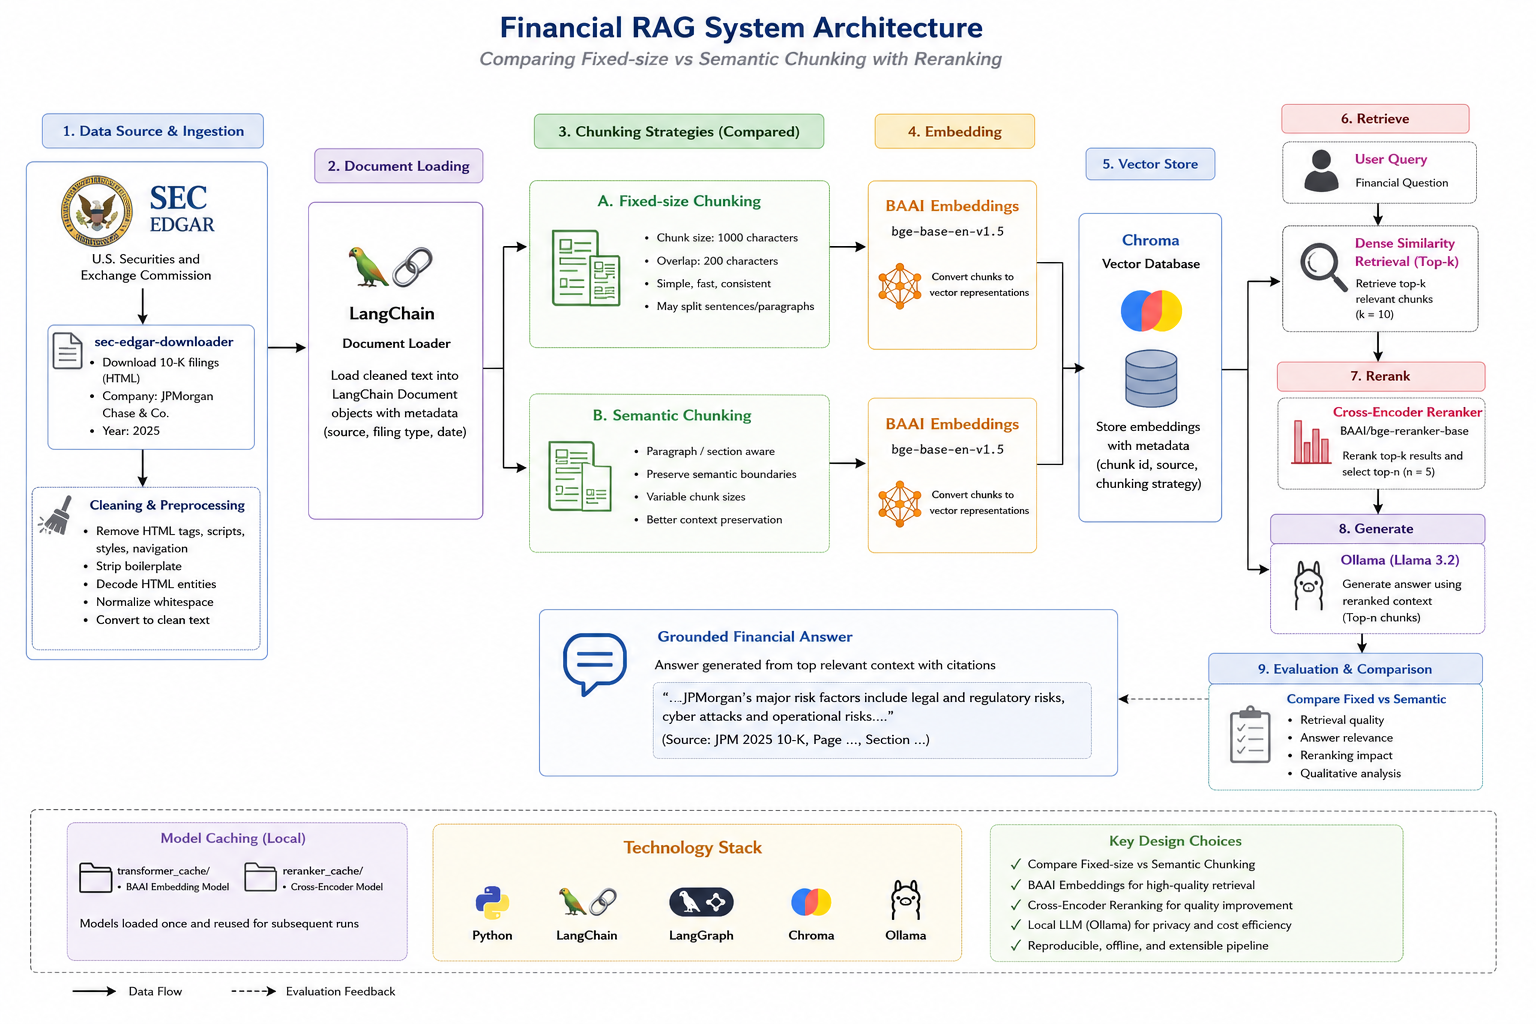 Financial RAG System Architecture
Comparing Fixed-size vs Semantic Chunking with Reranking
1. Data Source & Ingestion
SEC
EDGAR
U.S. Securities and
Exchange Commission
sec-edgar-downloader
• Download 10-K filings
(HTML)
• Company: JPMorgan
Chase & Co.
• Year: 2025
Cleaning & Preprocessing
• Remove HTML tags, scripts,
styles, navigation
• Strip boilerplate
• Decode HTML entities
• Normalize whitespace
• Convert to clean text
2. Document Loading
LangChain
Document Loader
Load cleaned text into
LangChain Document
objects with metadata
(source, filing type, date)
3. Chunking Strategies (Compared)
A. Fixed-size Chunking
• Chunk size: 1000 characters
• Overlap: 200 characters
• Simple, fast, consistent
• May split sentences/paragraphs
B. Semantic Chunking
• Paragraph / section aware
• Preserve semantic boundaries
• Variable chunk sizes
• Better context preservation
4. Embedding
BAAI Embeddings
bge-base-en-v1.5
Convert chunks to
vector representations
BAAI Embeddings
bge-base-en-v1.5
Convert chunks to
vector representations
5. Vector Store
Chroma
Vector Database
Store embeddings
with metadata
(chunk id, source,
chunking strategy)
6. Retrieve
User Query
Financial Question
Dense Similarity
Retrieval (Top-k)
Retrieve top-k
relevant chunks
(k = 10)
7. Rerank
Cross-Encoder Reranker
BAAI/bge-reranker-base
Rerank top-k results and
select top-n (n = 5)
8. Generate
Ollama (Llama 3.2)
Generate answer using
reranked context
(Top-n chunks)
9. Evaluation & Comparison
Compare Fixed vs Semantic
• Retrieval quality
• Answer relevance
• Reranking impact
• Qualitative analysis
Grounded Financial Answer
Answer generated from top relevant context with citations
“...JPMorgan’s major risk factors include legal and regulatory risks,
cyber attacks and operational risks....”
(Source: JPM 2025 10-K, Page ..., Section ...)
Model Caching (Local)
transformer_cache/
• BAAI Embedding Model
reranker_cache/
• Cross-Encoder Model
Models loaded once and reused for subsequent runs
Technology Stack
Python
LangChain
LangGraph
Chroma
Ollama
Key Design Choices
✓ Compare Fixed-size vs Semantic Chunking
✓ BAAI Embeddings for high-quality retrieval
✓ Cross-Encoder Reranking for quality improvement
✓ Local LLM (Ollama) for privacy and cost efficiency
✓ Reproducible, offline, and extensible pipeline
Data Flow
Evaluation Feedback